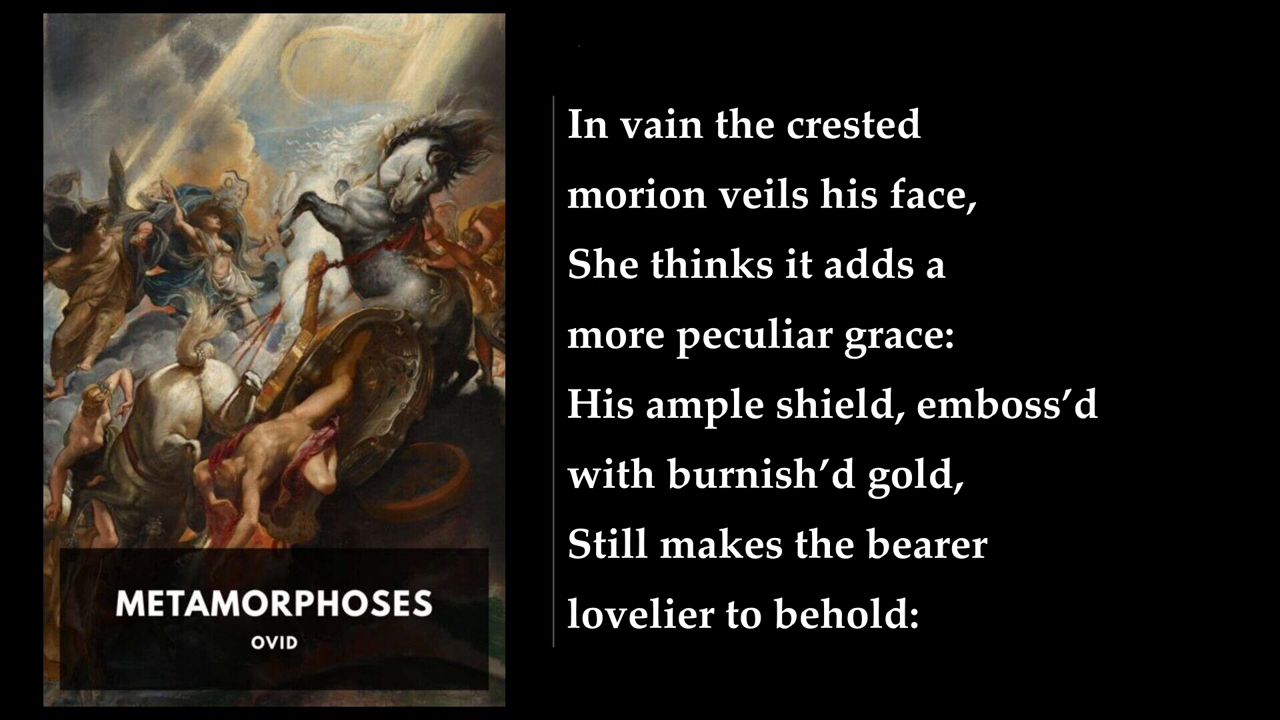 METAMORPHOSES
OVID
In vain the crested
morion veils his face,
She thinks it adds a
more peculiar grace:
His ample shield, emboss’d
with burnish’d gold,
Still makes the bearer
lovelier to behold: